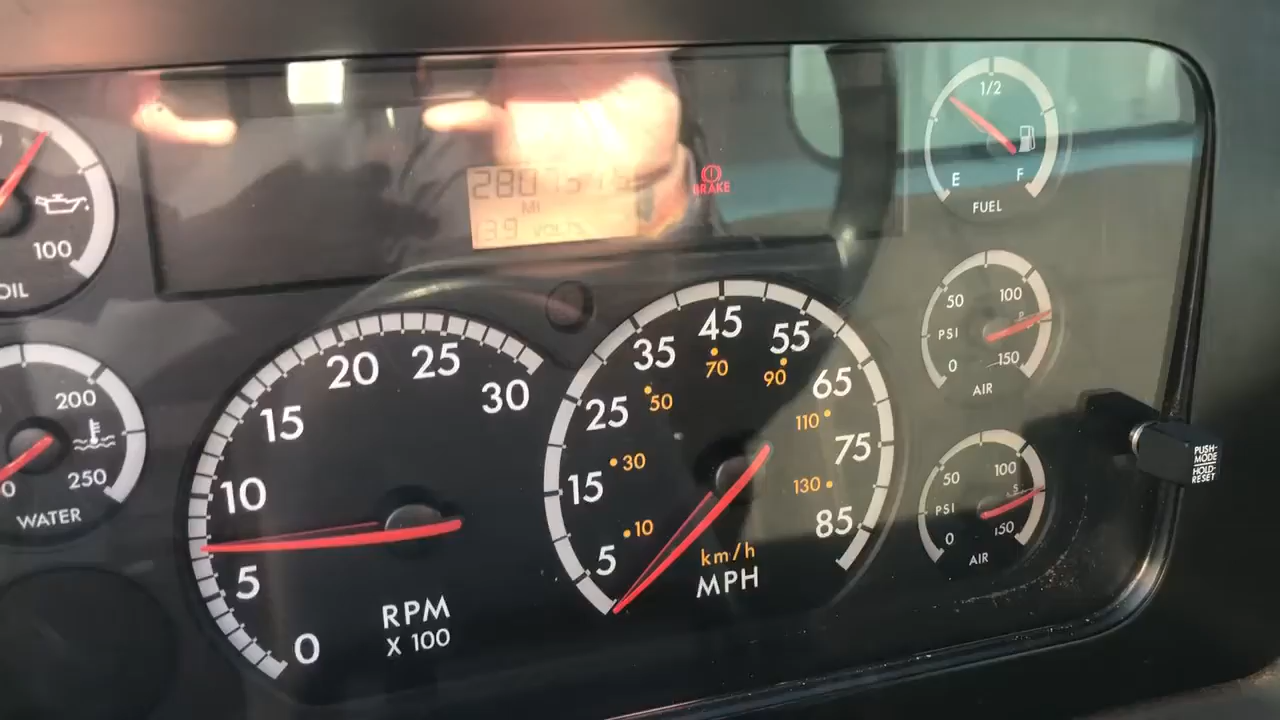 1/2
E F
FUEL
BRAKE
MI
VOLTS
100
OIL
50 100
PSI
0 150
AIR
200
250
WATER
0 5 10 15 20 25 30
RPM
X 100
5 15 25 35 45 55 65 75 85
10 30 50 70 90 110 130
km/h
MPH
50 100
PSI
0 150
AIR
PUSH-
MODE
HOLD-
RESET